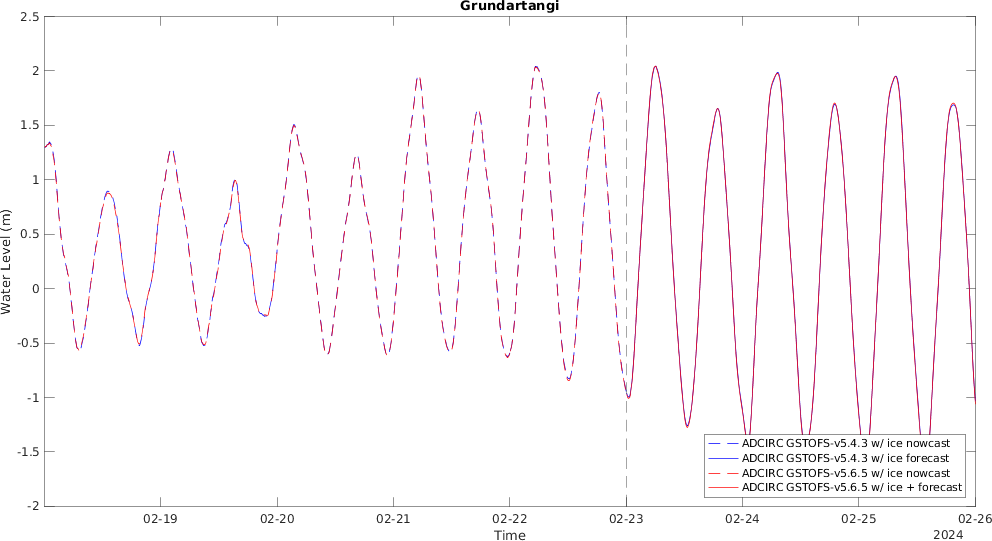 Grundartangi
2.5
2
1.5
1
0.5
0
-0.5
-1
-1.5
-2
Water Level (m)
ADCIRC GSTOFS-v5.4.3 w/ ice nowcast
ADCIRC GSTOFS-v5.4.3 w/ ice forecast
ADCIRC GSTOFS-v5.6.5 w/ ice nowcast
ADCIRC GSTOFS-v5.6.5 w/ ice + forecast
02-19 02-20 02-21 02-22 02-23 02-24 02-25 02-26
Time
2024